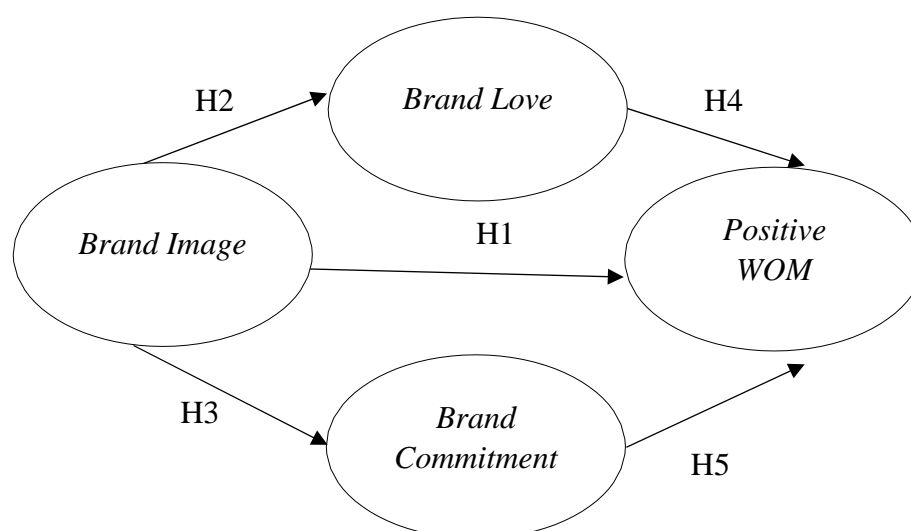 Brand Love
H2
H4
Brand Image
H1
Positive
WOM
H3
Brand
Commitment
H5